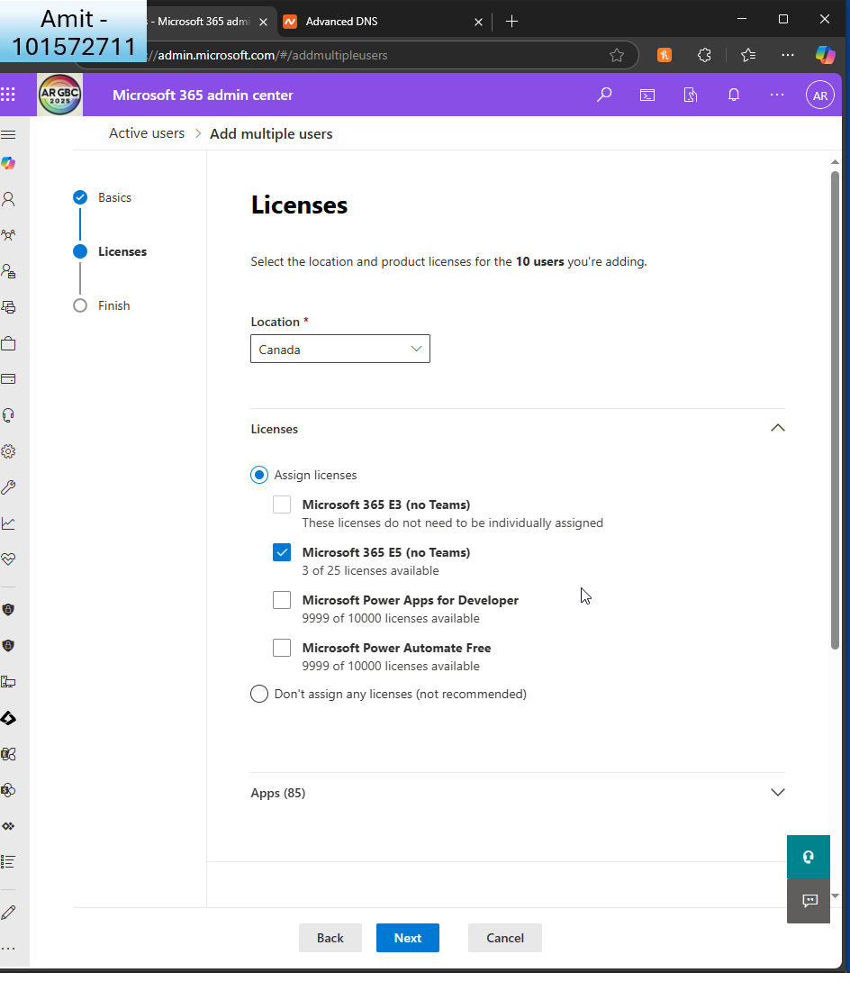 Amit -
101572711
- Microsoft 365 admi
Advanced DNS
://admin.microsoft.com/#/addmultipleusers
AR GBC
2025
Microsoft 365 admin center
AR
Active users
Add multiple users
Basics
Licenses
Finish
Licenses
Select the location and product licenses for the 10 users you're adding.
Location *
Canada
Licenses
Assign licenses
Microsoft 365 E3 (no Teams)
These licenses do not need to be individually assigned
Microsoft 365 E5 (no Teams)
3 of 25 licenses available
Microsoft Power Apps for Developer
9999 of 10000 licenses available
Microsoft Power Automate Free
9999 of 10000 licenses available
Don't assign any licenses (not recommended)
Apps (85)
Back
Next
Cancel